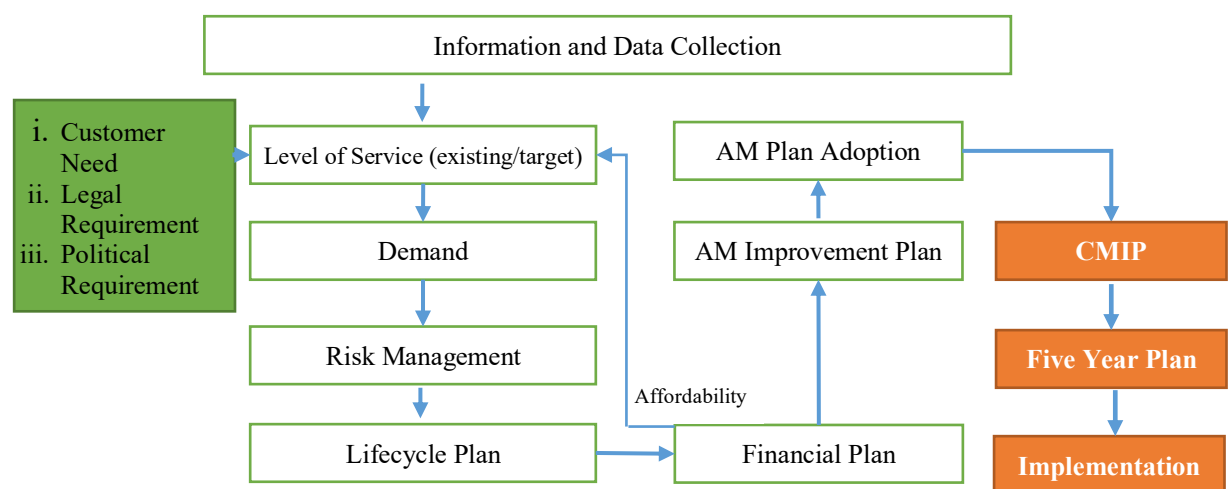 Information and Data Collection
i. Customer
Need
ii. Legal
Requirement
iii. Political
Requirement
Level of Service (existing/target)
Demand
Risk Management
Lifecycle Plan
Affordability
Financial Plan
AM Improvement Plan
AM Plan Adoption
CMIP
Five Year Plan
Implementation